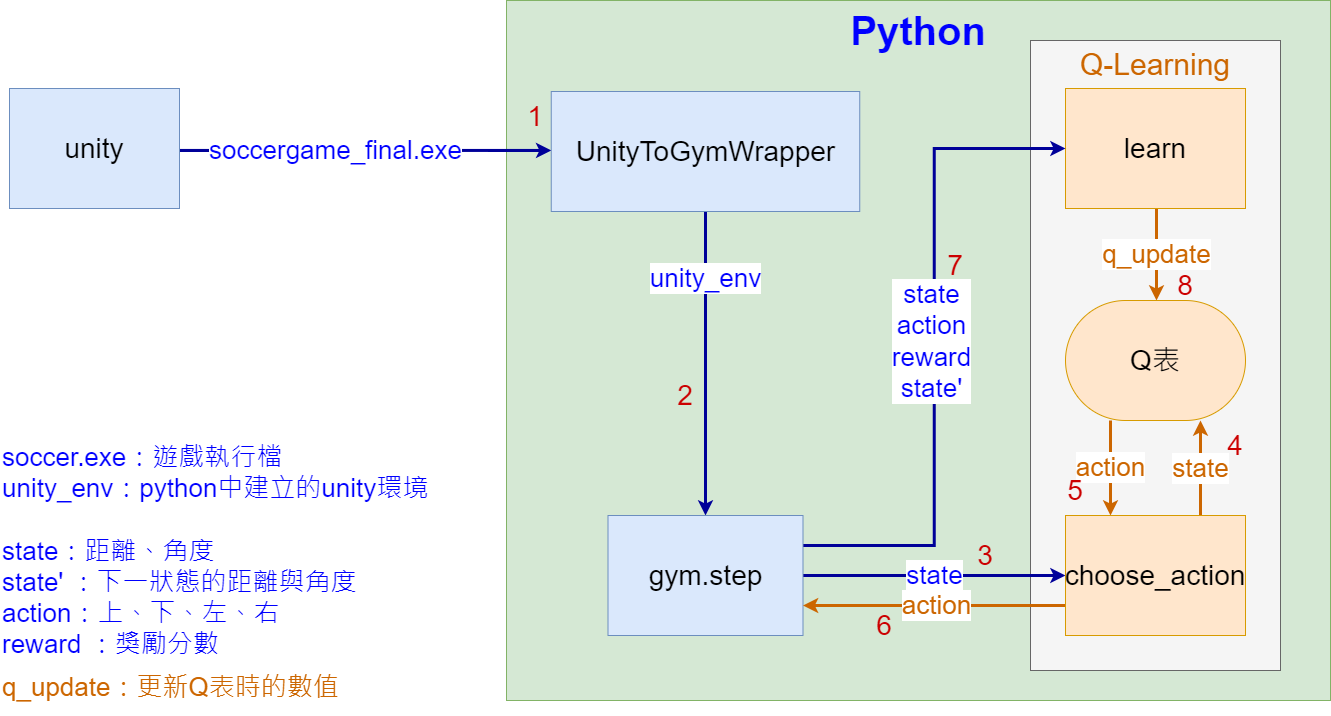 Python
Q-Learning
unity
soccergame_final.exe
1
UnityToGymWrapper
learn
unity_env
2
7
state
action
reward
state'
q_update
8
Q表
action
5
state
4
gym.step
state
3
action
6
choose_action
soccer.exe：遊戲執行檔
unity_env：python中建立的unity環境
state：距離、角度
state' ：下一狀態的距離與角度
action：上、下、左、右
reward ：獎勵分數
q_update：更新Q表時的數值